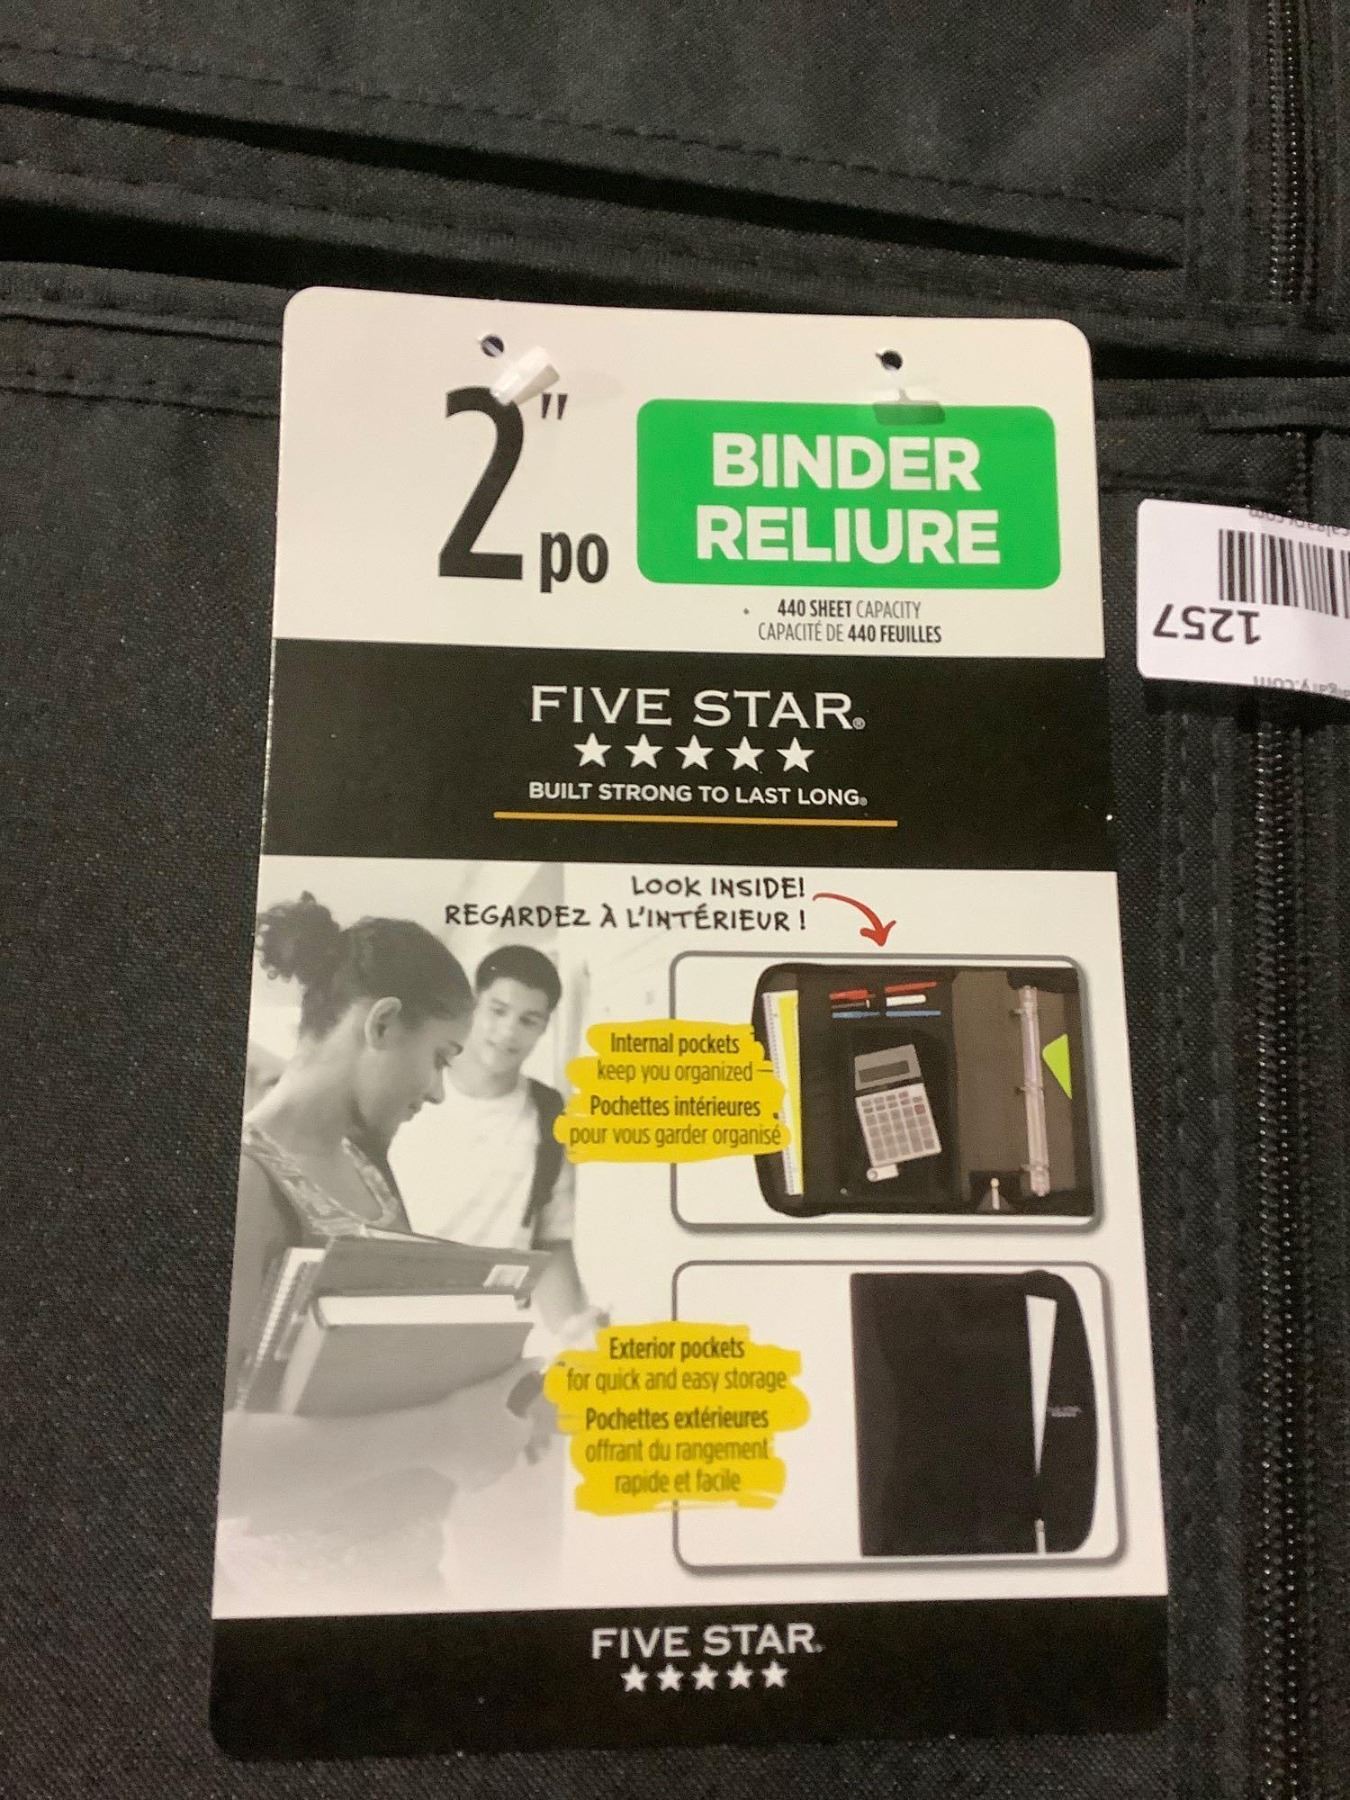 2" po
BINDER
RELIURE
440 SHEET CAPACITY
CAPACITÉ DE 440 FEUILLES
FIVE STAR®
BUILT STRONG TO LAST LONG®
LOOK INSIDE!
REGARDEZ À L'INTÉRIEUR !
Internal pockets
keep you organized
Pochettes intérieures
pour vous garder organisé
Exterior pockets
for quick and easy storage
Pochettes extérieures
offrant du rangement
rapide et facile
FIVE STAR
1257